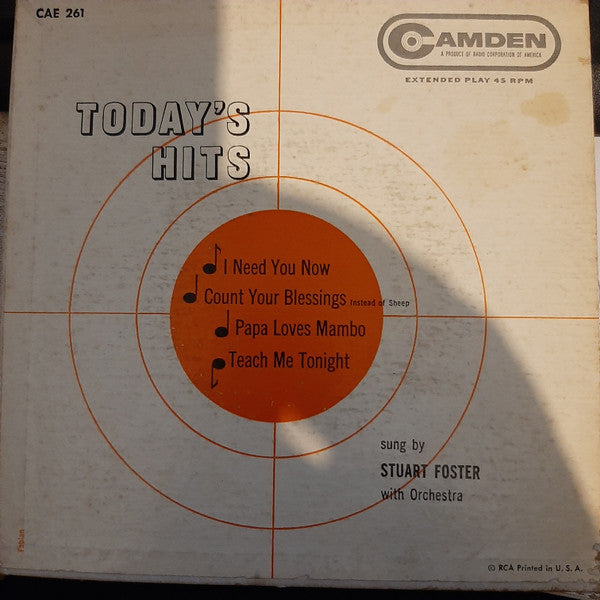 CAE 261
CAMDEN
A PRODUCT OF RADIO CORPORATION OF AMERICA
EXTENDED PLAY 45 RPM
TODAY'S
HITS
I Need You Now
Count Your Blessings Instead of Sheep
Papa Loves Mambo
Teach Me Tonight
sung by
STUART FOSTER
with Orchestra
Fabian
© RCA Printed in U. S. A.